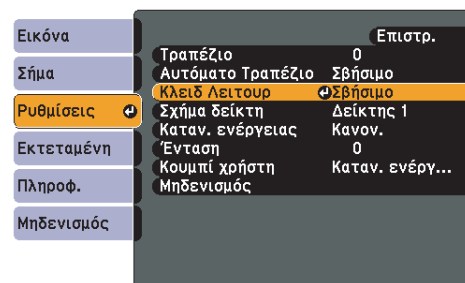 Εικόνα
Σήμα
Ρυθμίσεις
Εκτεταμένη
Πληροφ.
Μηδενισμός
Επιστρ.
Τραπέζιο 0
Αυτόματο Τραπέζιο Σβήσιμο
Κλειδ Λειτουρ Σβήσιμο
Σχήμα δείκτη Δείκτης 1
Καταν. ενέργειας Κανον.
Ένταση 0
Κουμπί χρήστη Καταν. ενέργ...
Μηδενισμός